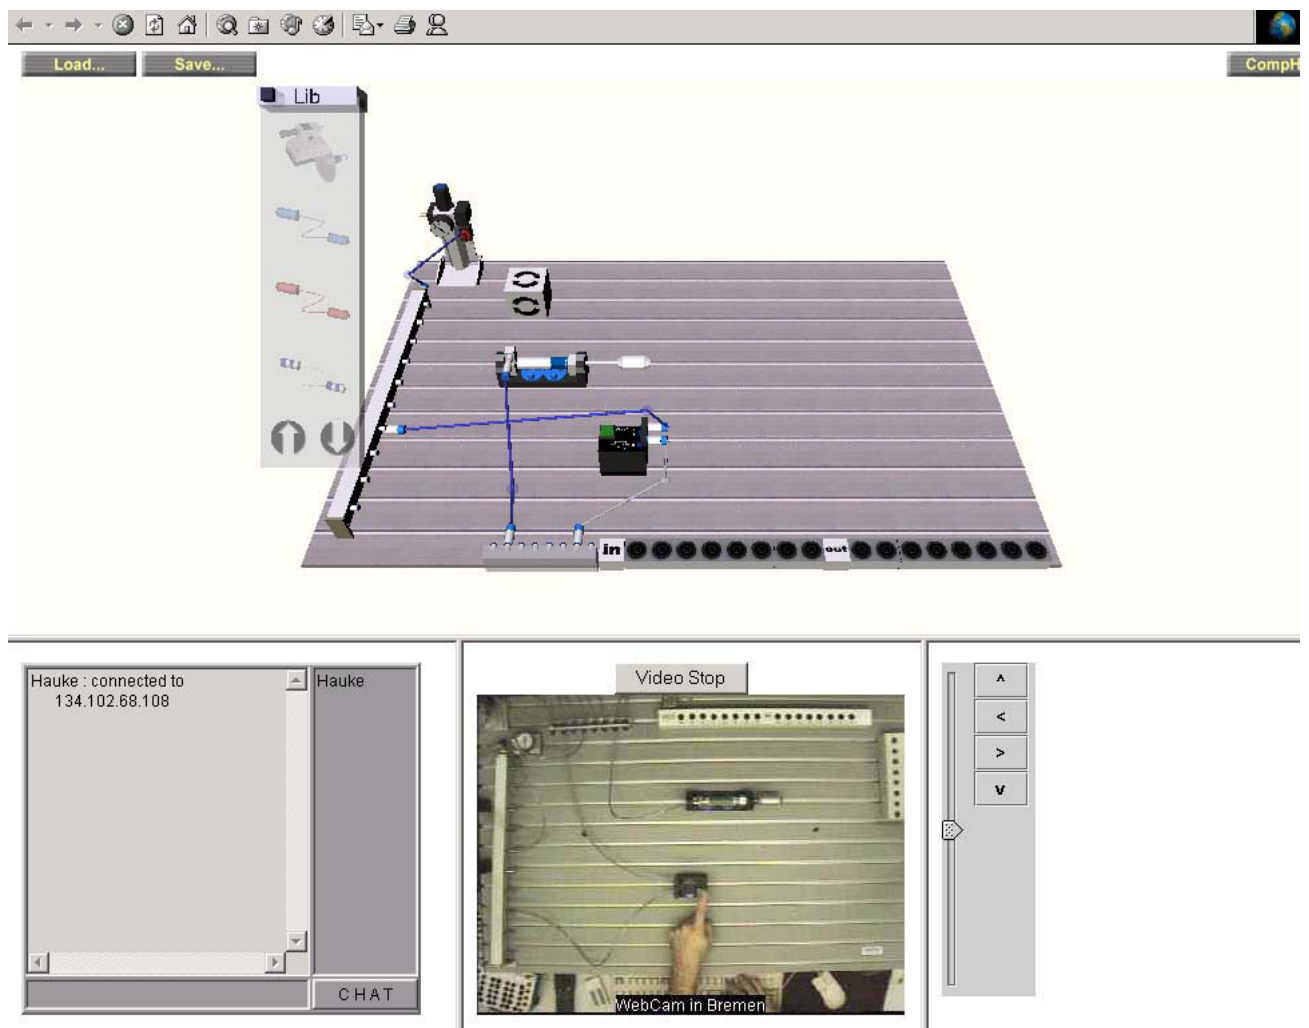 Load...
Save...
CompH
Lib
in
out
Video Stop
Hauke : connected to
134.102.68.108
Hauke
^
<
>
v
CHAT
WebCam in Bremen